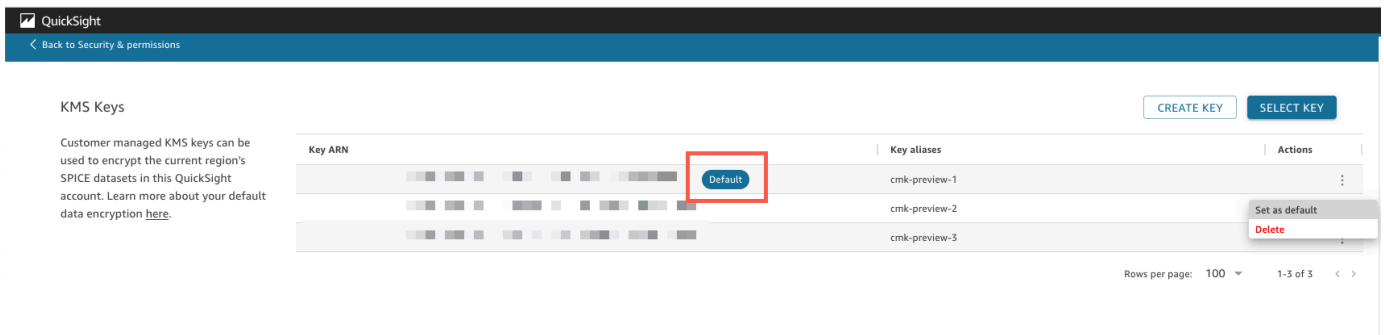 QuickSight
Back to Security & permissions
KMS Keys
CREATE KEY
SELECT KEY
Customer managed KMS keys can be
used to encrypt the current region's
SPICE datasets in this QuickSight
account. Learn more about your default
data encryption here.
Key ARN
Key aliases
Actions
Default
cmk-preview-1
cmk-preview-2
Set as default
Delete
cmk-preview-3
Rows per page: 100
1-3 of 3